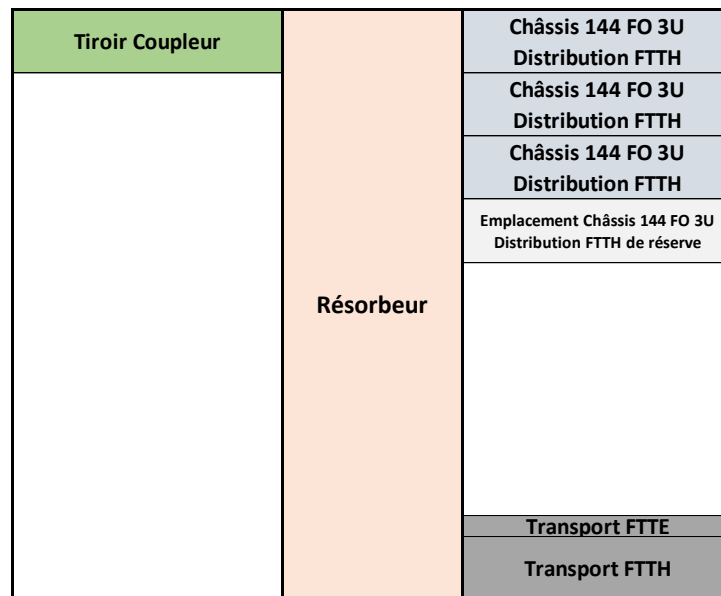 Tiroir Coupleur
Résorbeur
Châssis 144 FO 3U
Distribution FTTH
Châssis 144 FO 3U
Distribution FTTH
Châssis 144 FO 3U
Distribution FTTH
Emplacement Châssis 144 FO 3U
Distribution FTTH de réserve
Transport FTTE
Transport FTTH